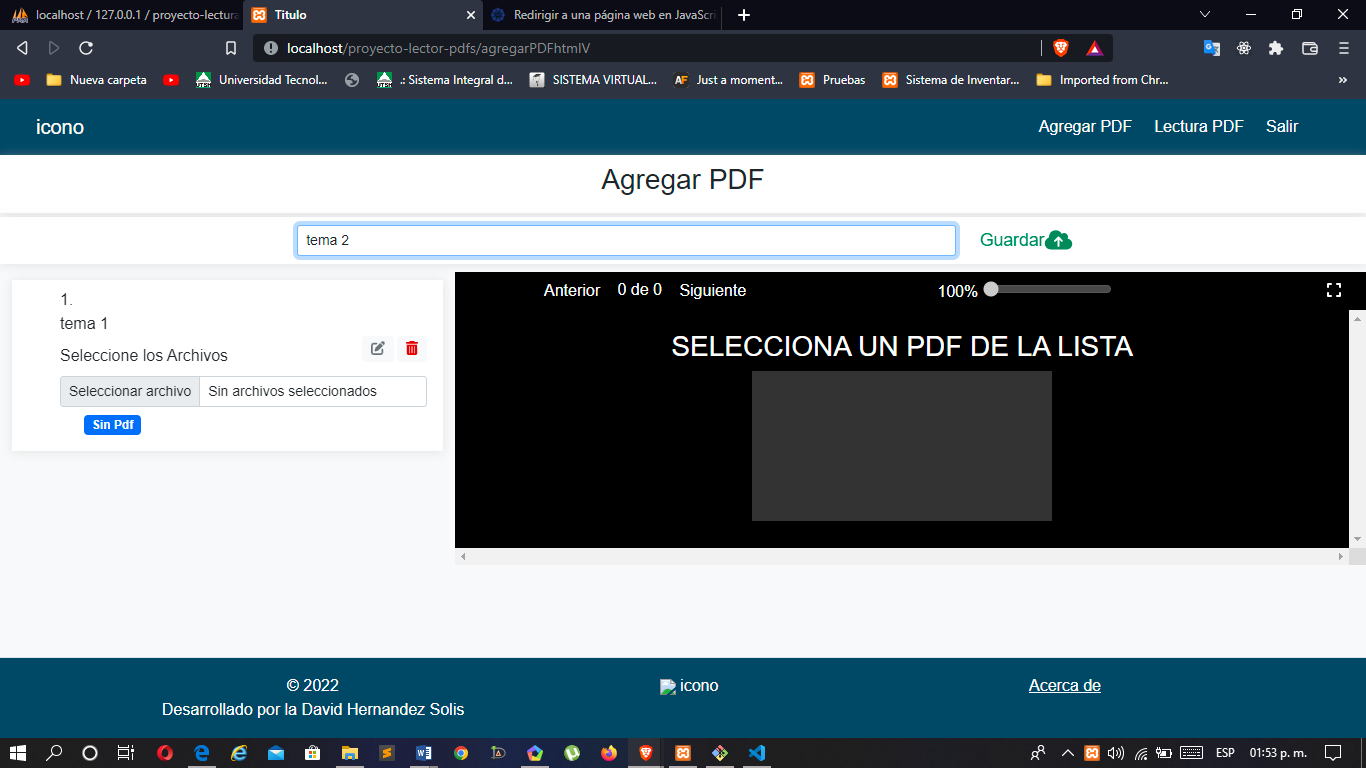 localhost / 127.0.0.1 / proyecto-lectura
Titulo
Redirigir a una página web en JavaScri
localhost/proyecto-lector-pdfs/agregarPDFhtmlV
Nueva carpeta
Universidad Tecnol...
.: Sistema Integral d...
SISTEMA VIRTUAL...
Just a moment...
Pruebas
Sistema de Inventar...
Imported from Chr...
icono
Agregar PDF
Lectura PDF
Salir
Agregar PDF
tema 2
Guardar
1.
tema 1
Seleccione los Archivos
Seleccionar archivo
Sin archivos seleccionados
Sin Pdf
Anterior
0 de 0
Siguiente
100%
SELECCIONA UN PDF DE LA LISTA
© 2022
Desarrollado por la David Hernandez Solis
icono
Acerca de
ESP
01:53 p. m.